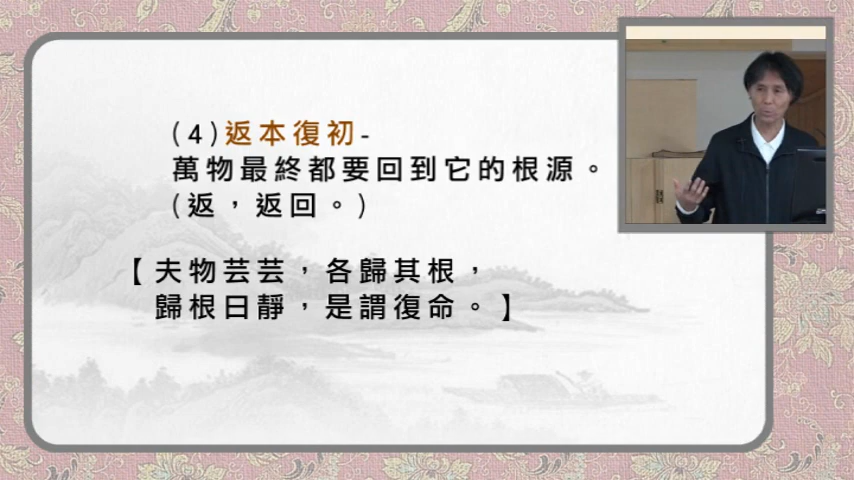 (4)返本復初-
萬物最終都要回到它的根源。
(返，返回。)
【夫物芸芸，各歸其根，
歸根曰靜，是謂復命。】